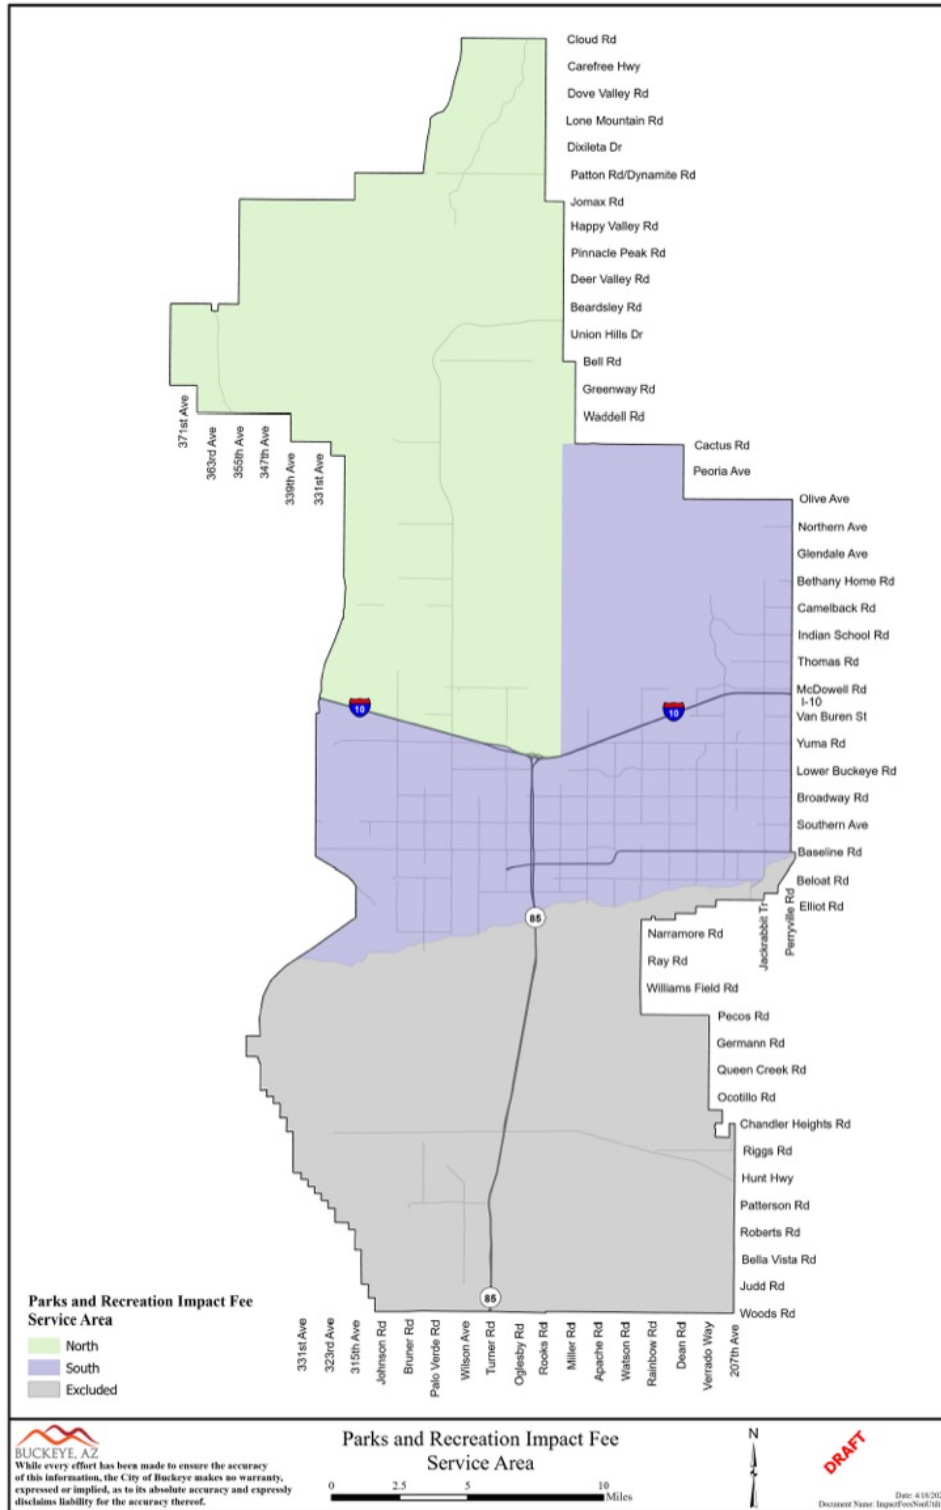 Cloud Rd
Carefree Hwy
Dove Valley Rd
Lone Mountain Rd
Dixileta Dr
Patton Rd/Dynamite Rd
Jomax Rd
Happy Valley Rd
Pinnacle Peak Rd
Deer Valley Rd
Beardsley Rd
Union Hills Dr
Bell Rd
Greenway Rd
Waddell Rd
371st Ave
363rd Ave
355th Ave
347th Ave
339th Ave
331st Ave
Cactus Rd
Peoria Ave
Olive Ave
Northern Ave
Glendale Ave
Bethany Home Rd
Camelback Rd
Indian School Rd
Thomas Rd
McDowell Rd
I-10
10
10
Van Buren St
Yuma Rd
Lower Buckeye Rd
Broadway Rd
Southern Ave
Baseline Rd
Beloat Rd
Elliot Rd
Jackrabbit Tr
Perryville Rd
85
Narramore Rd
Ray Rd
Williams Field Rd
Pecos Rd
Germann Rd
Queen Creek Rd
Ocotillo Rd
Chandler Heights Rd
Riggs Rd
Hunt Hwy
Patterson Rd
Roberts Rd
Bella Vista Rd
Judd Rd
Woods Rd
85
Parks and Recreation Impact Fee
Service Area
North
South
Excluded
331st Ave
323rd Ave
315th Ave
Johnson Rd
Bruner Rd
Palo Verde Rd
Wilson Ave
Turner Rd
Oglesby Rd
Rooks Rd
Miller Rd
Apache Rd
Watson Rd
Rainbow Rd
Dean Rd
Verrado Way
207th Ave
BUCKEYE, AZ
While every effort has been made to ensure the accuracy
of this information, the City of Buckeye makes no warranty,
expressed or implied, as to its absolute accuracy and expressly
disclaims liability for the accuracy thereof.
Parks and Recreation Impact Fee
Service Area
0 2.5 5 10
Miles
N
DRAFT
Date: 4/18/20
Document Name: